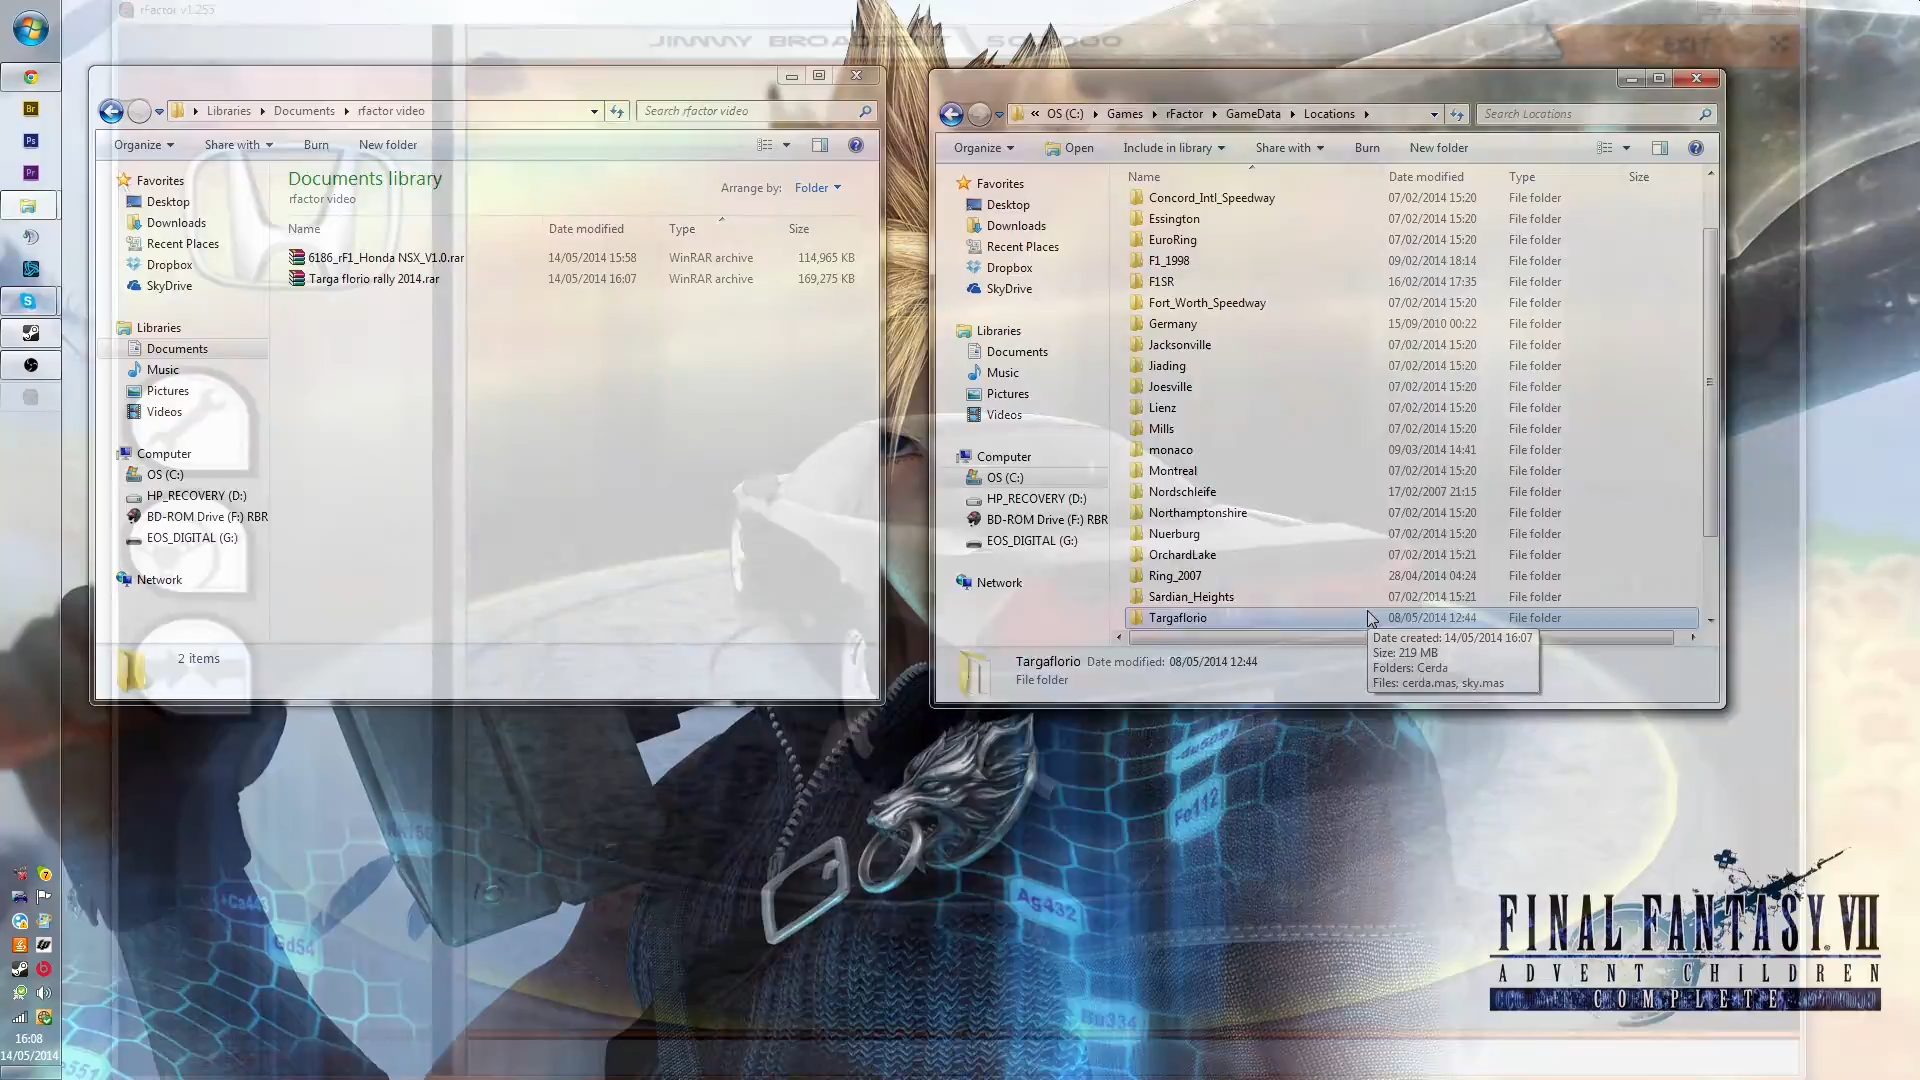 rFactor v1.255
JIMMY BROADBENT \ 500000
EXIT
Libraries Documents rfactor video
Search rfactor video
Organize Share with Burn New folder
Favorites
Desktop
Downloads
Recent Places
Dropbox
SkyDrive
Libraries
Documents
Music
Pictures
Videos
Computer
OS (C:)
HP_RECOVERY (D:)
BD-ROM Drive (F:) RBR
EOS_DIGITAL (G:)
Network
Documents library
rfactor video
Arrange by: Folder
Name Date modified Type Size
6186_rF1_Honda NSX_V1.0.rar 14/05/2014 15:58 WinRAR archive 114,965 KB
Targa florio rally 2014.rar 14/05/2014 16:07 WinRAR archive 169,275 KB
2 items
« OS (C:) Games rFactor GameData Locations
Search Locations
Organize Open Include in library Share with Burn New folder
Favorites
Desktop
Downloads
Recent Places
Dropbox
SkyDrive
Libraries
Documents
Music
Pictures
Videos
Computer
OS (C:)
HP_RECOVERY (D:)
BD-ROM Drive (F:) RBR
EOS_DIGITAL (G:)
Network
Name Date modified Type Size
Concord_Intl_Speedway 07/02/2014 15:20 File folder
Essington 07/02/2014 15:20 File folder
EuroRing 07/02/2014 15:20 File folder
F1_1998 09/02/2014 18:14 File folder
F1SR 16/02/2014 17:35 File folder
Fort_Worth_Speedway 07/02/2014 15:20 File folder
Germany 15/09/2010 00:22 File folder
Jacksonville 07/02/2014 15:20 File folder
Jiading 07/02/2014 15:20 File folder
Joesville 07/02/2014 15:20 File folder
Lienz 07/02/2014 15:20 File folder
Mills 07/02/2014 15:20 File folder
monaco 09/03/2014 14:41 File folder
Montreal 07/02/2014 15:20 File folder
Nordschleife 17/02/2007 21:15 File folder
Northamptonshire 07/02/2014 15:20 File folder
Nuerburg 07/02/2014 15:20 File folder
OrchardLake 07/02/2014 15:21 File folder
Ring_2007 28/04/2014 04:24 File folder
Sardian_Heights 07/02/2014 15:21 File folder
Targaflorio 08/05/2014 12:44 File folder
Date created: 14/05/2014 16:07
Size: 219 MB
Folders: Cerda
Files: cerda.mas, sky.mas
Targaflorio Date modified: 08/05/2014 12:44
File folder
Br
Ps
Pr
Fe112
Ag432
Gd54
FINAL FANTASY VII
ADVENT CHILDREN
COMPLETE
16:08
14/05/2014